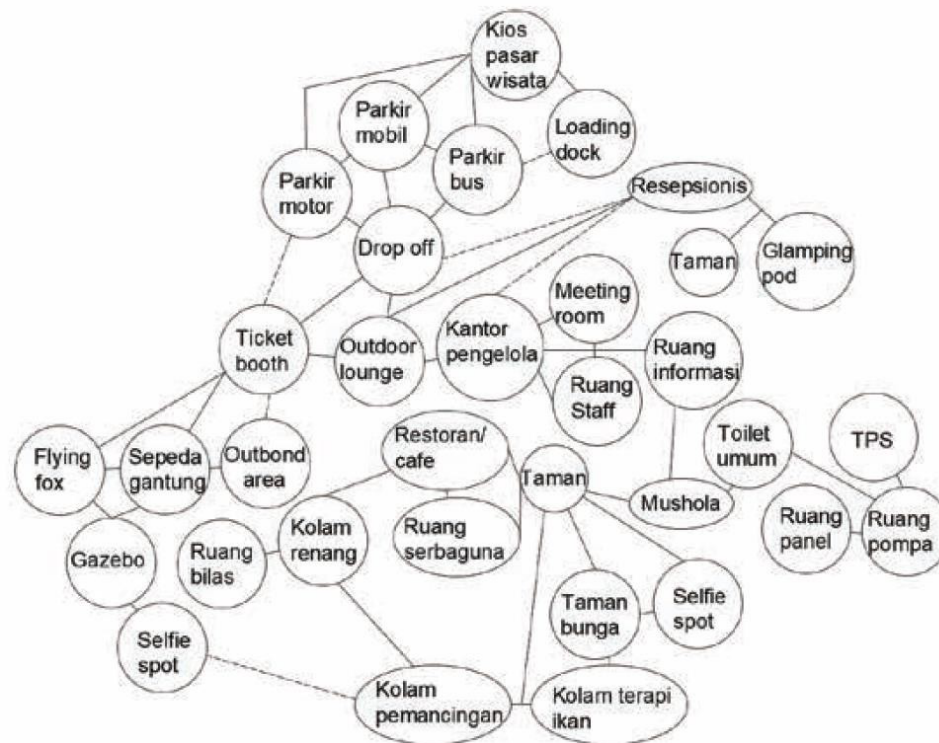 Kios
pasar
wisata
Parkir
mobil
Loading
dock
Parkir
bus
Parkir
motor
Resepsionis
Drop off
Taman
Glamping
pod
Meeting
room
Ticket
booth
Outdoor
lounge
Kantor
pengelola
Ruang
informasi
Ruang
Staff
Flying
fox
Sepeda
gantung
Outbond
area
Restoran/
cafe
Taman
Toilet
umum
TPS
Mushola
Ruang
panel
Ruang
pompa
Gazebo
Ruang
bilas
Kolam
renang
Ruang
serbaguna
Selfie
spot
Taman
bunga
Selfie
spot
Kolam
pemancingan
Kolam terapi
ikan